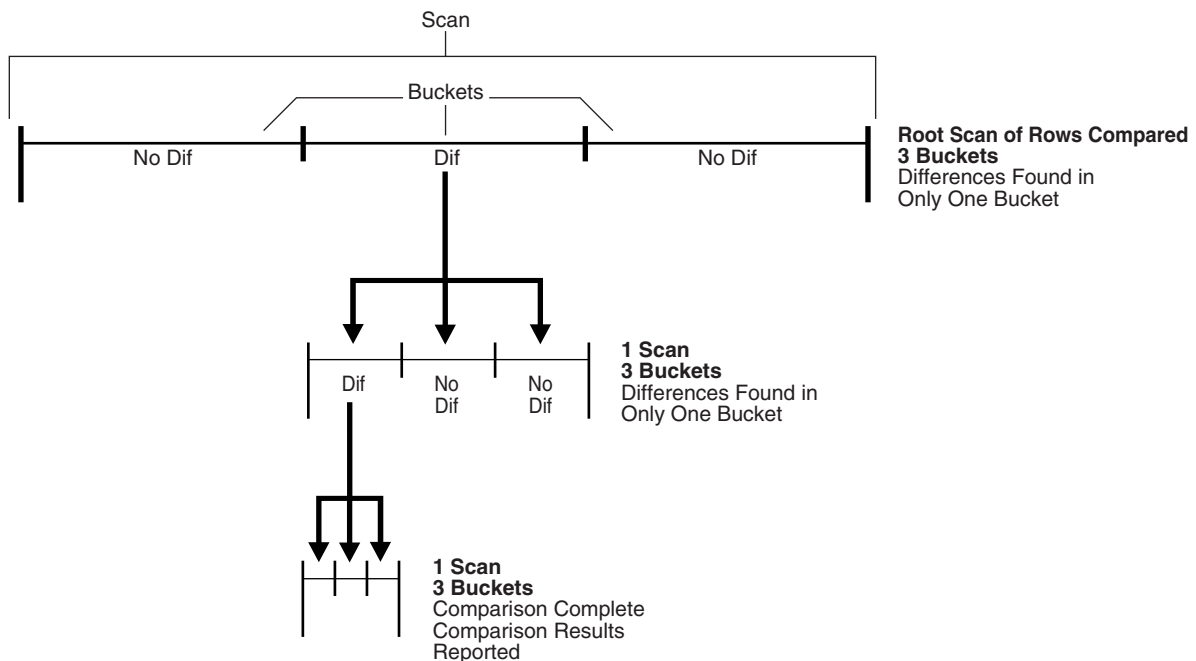 Scan
Buckets
No Dif
Dif
No Dif
Root Scan of Rows Compared
3 Buckets
Differences Found in
Only One Bucket
Dif
No
Dif
No
Dif
1 Scan
3 Buckets
Differences Found in
Only One Bucket
1 Scan
3 Buckets
Comparison Complete
Comparison Results
Reported